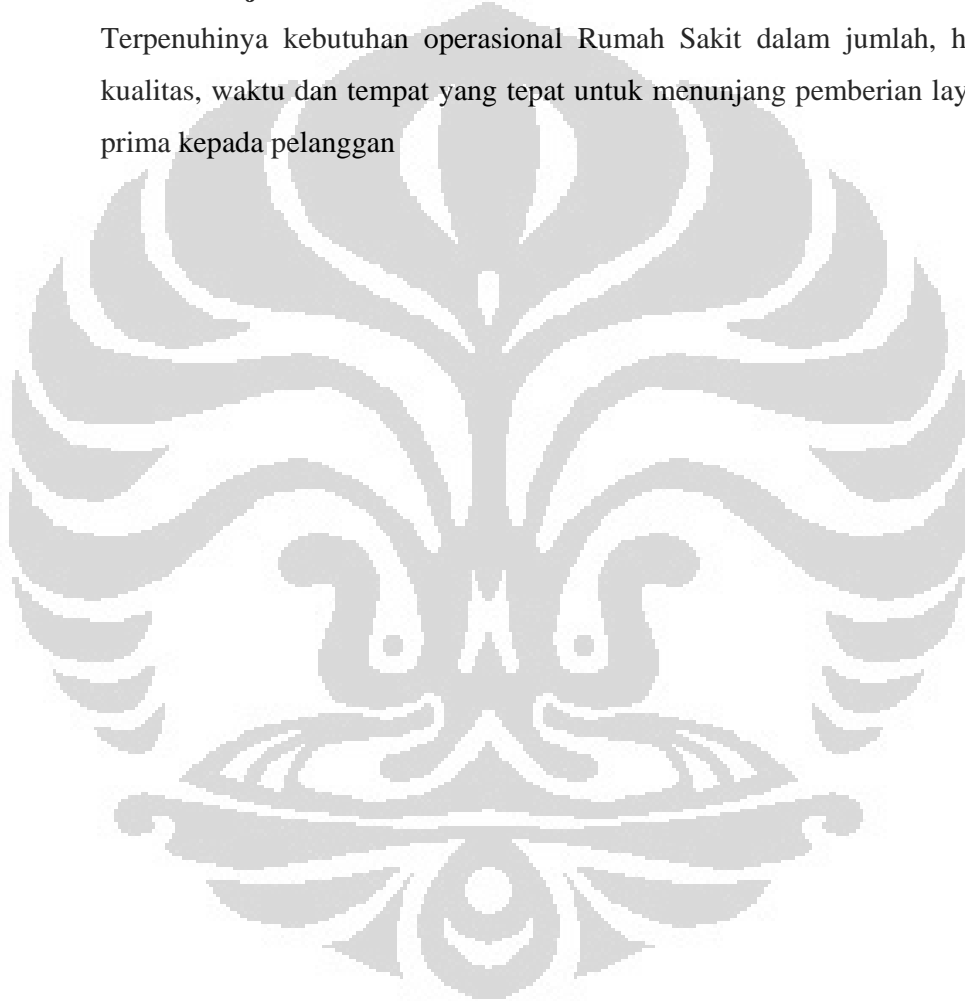 Terpenuhinya kebutuhan operasional Rumah Sakit dalam jumlah,
kualitas, waktu dan tempat yang tepat untuk menunjang pemberian
prima kepada pelanggan